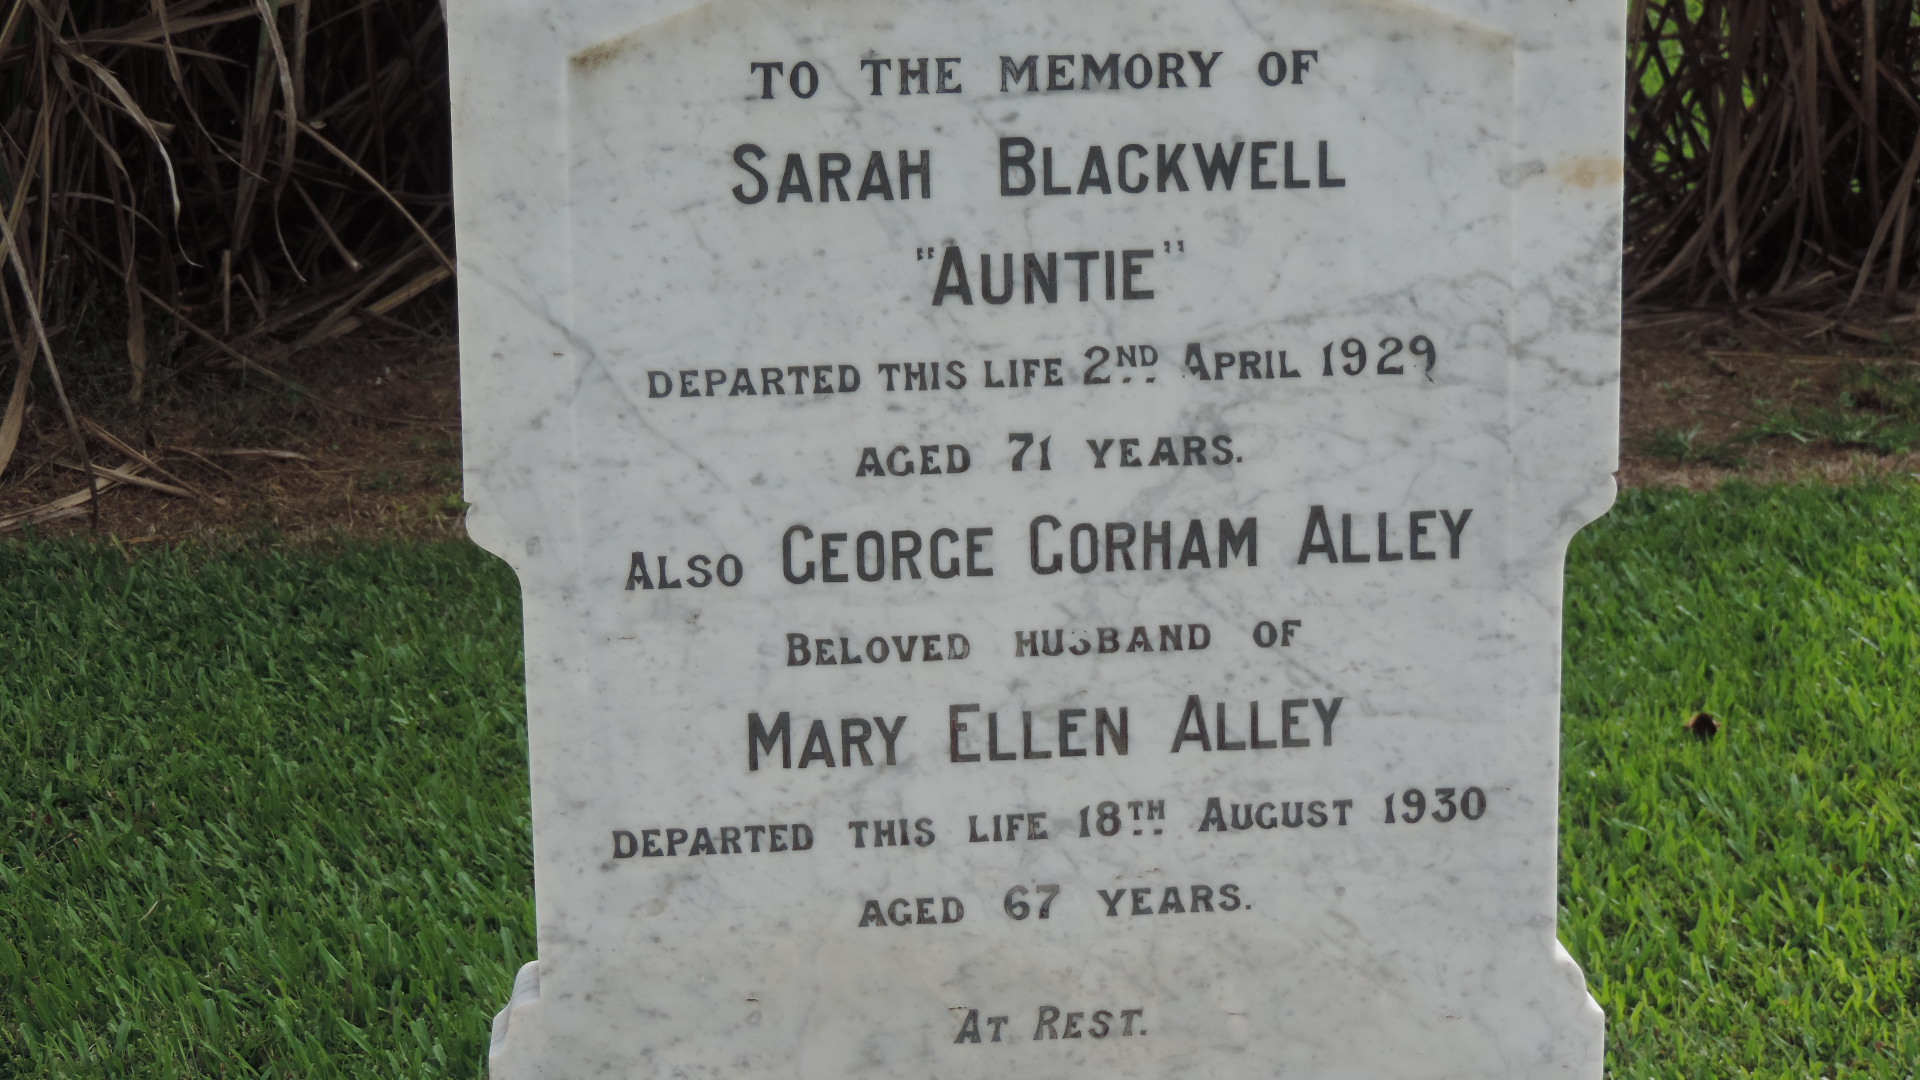 TO THE MEMORY OF
SARAH BLACKWELL
"AUNTIE"
DEPARTED THIS LIFE 2ND APRIL 1929
AGED 71 YEARS.
ALSO GEORGE GORHAM ALLEY
BELOVED HUSBAND OF
MARY ELLEN ALLEY
DEPARTED THIS LIFE 18TH AUGUST 1930
AGED 67 YEARS.
AT REST.